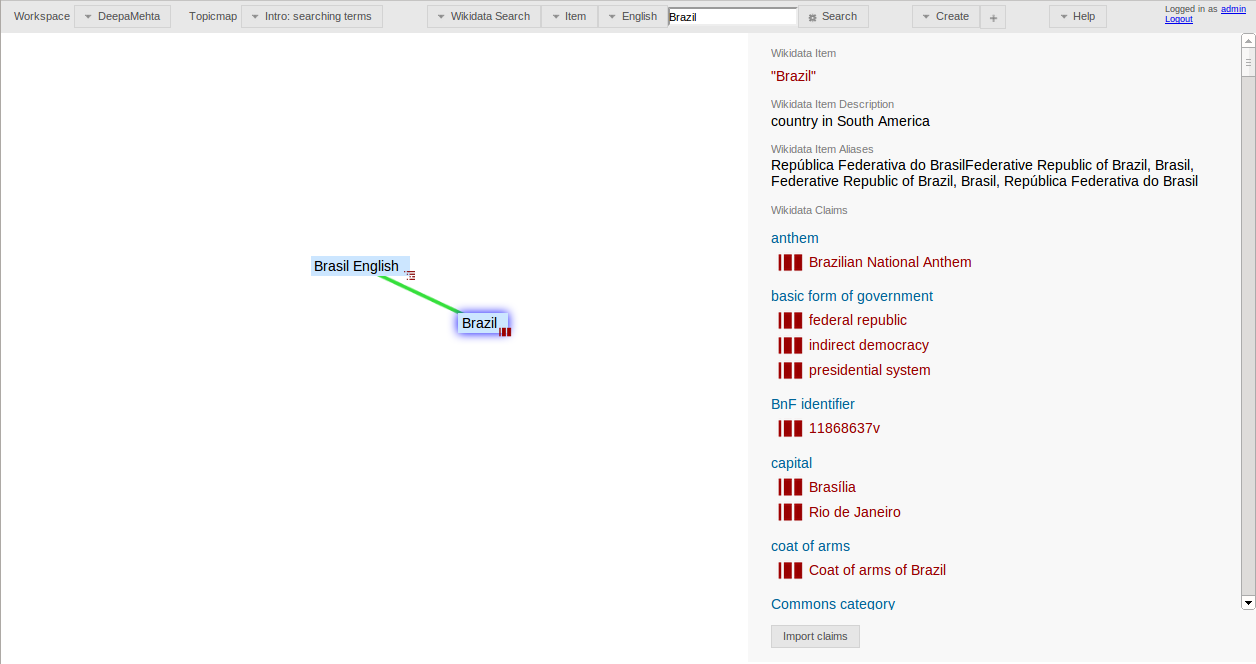 Workspace DeepaMehta Topicmap Intro: searching terms Wikidata Search Item English Brazil Search Create + Help Logged in as admin
Logout
Wikidata Item
"Brazil"
Wikidata Item Description
country in South America
Wikidata Item Aliases
República Federativa do BrasilFederative Republic of Brazil, Brasil,
Federative Republic of Brazil, Brasil, República Federativa do Brasil
Wikidata Claims
anthem
Brazilian National Anthem
basic form of government
federal republic
indirect democracy
presidential system
BnF identifier
11868637v
capital
Brasília
Rio de Janeiro
coat of arms
Coat of arms of Brazil
Commons category
Import claims
Brasil English
Brazil